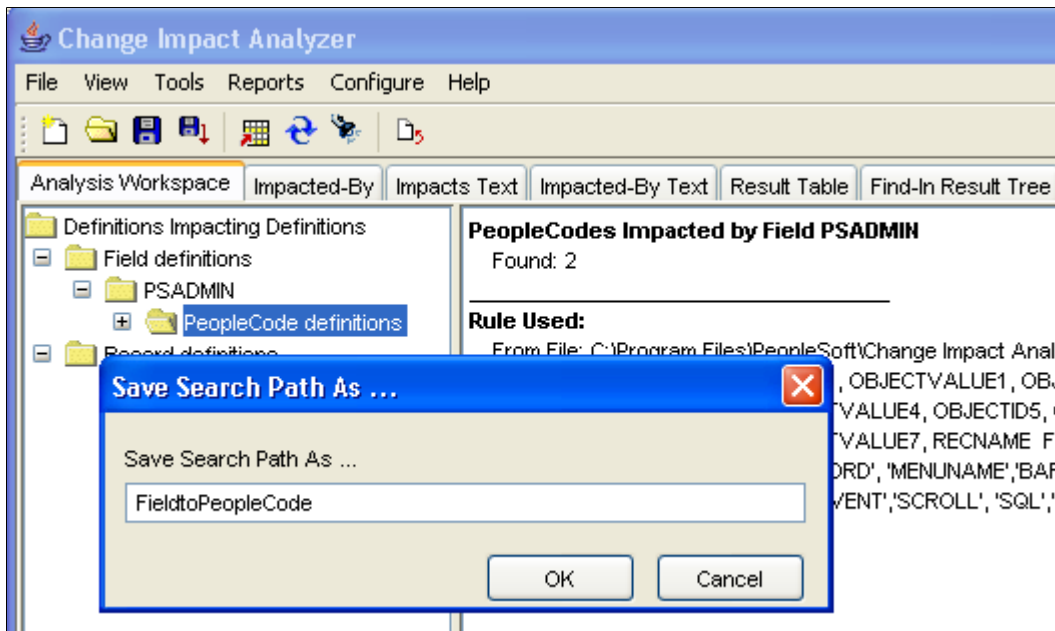 Change Impact Analyzer
File View Tools Reports Configure Help
Analysis Workspace Impacted-By Impacts Text Impacted-By Text Result Table Find-In Result Tree
Definitions Impacting Definitions
Field definitions
PSADMIN
PeopleCode definitions
Record definitions
PeopleCodes Impacted by Field PSADMIN
Found: 2
Rule Used:
From File: C:\Program Files\PeopleSoft\Change Impact Anal
, OBJECTVALUE1, OBJ
TVALUE4, OBJECTID5,
TVALUE7, RECNAME F
ORD', 'MENUNAME','BAR
VENT','SCROLL', 'SQL','
Save Search Path As ...
Save Search Path As ...
FieldtoPeopleCode
OK Cancel